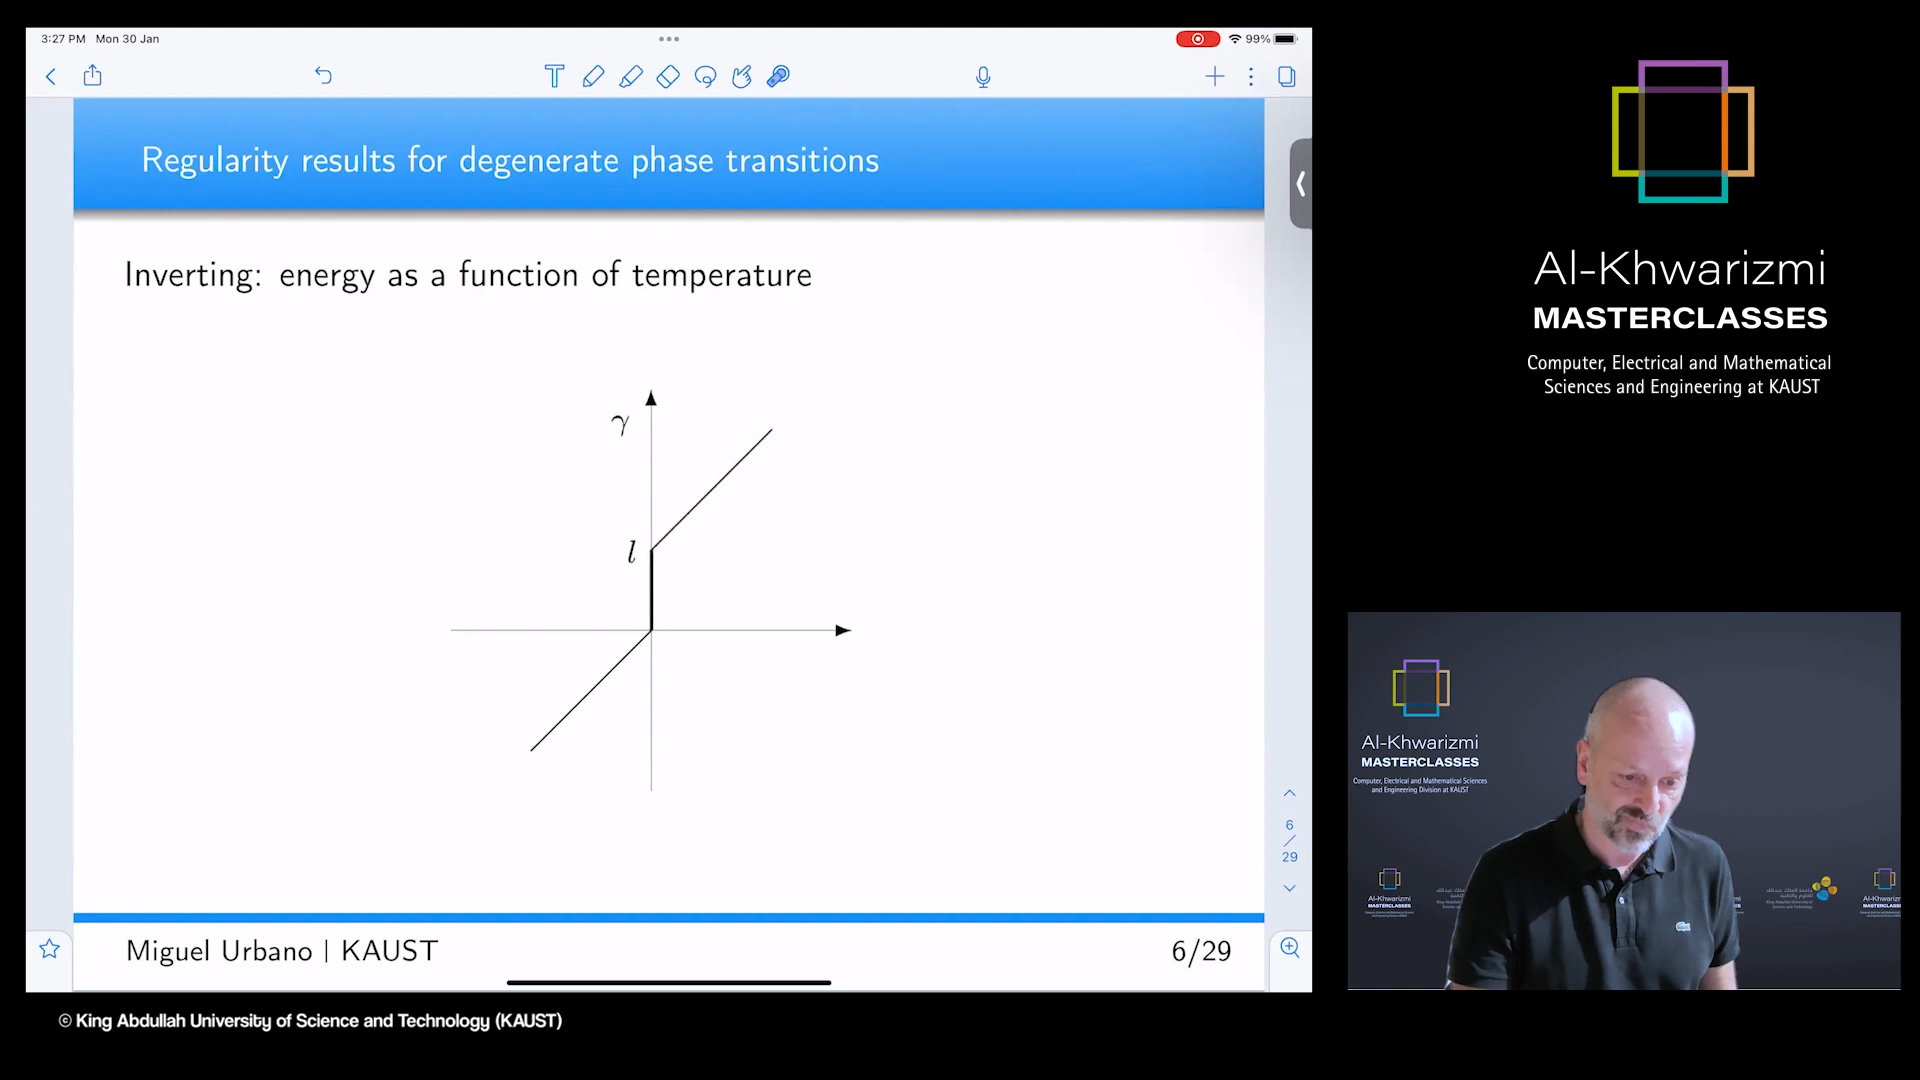 3:27 PM Mon 30 Jan
99%
Regularity results for degenerate phase transitions
Inverting: energy as a function of temperature
γ
l
6
/
29
Miguel Urbano | KAUST
6/29
© King Abdullah University of Science and Technology (KAUST)
Al-Khwarizmi
MASTERCLASSES
Computer, Electrical and Mathematical
Sciences and Engineering at KAUST
Al-Khwarizmi
MASTERCLASSES
Computer, Electrical and Mathematical Sciences
and Engineering Division at KAUST
Al-Khwarizmi
MASTERCLASSES